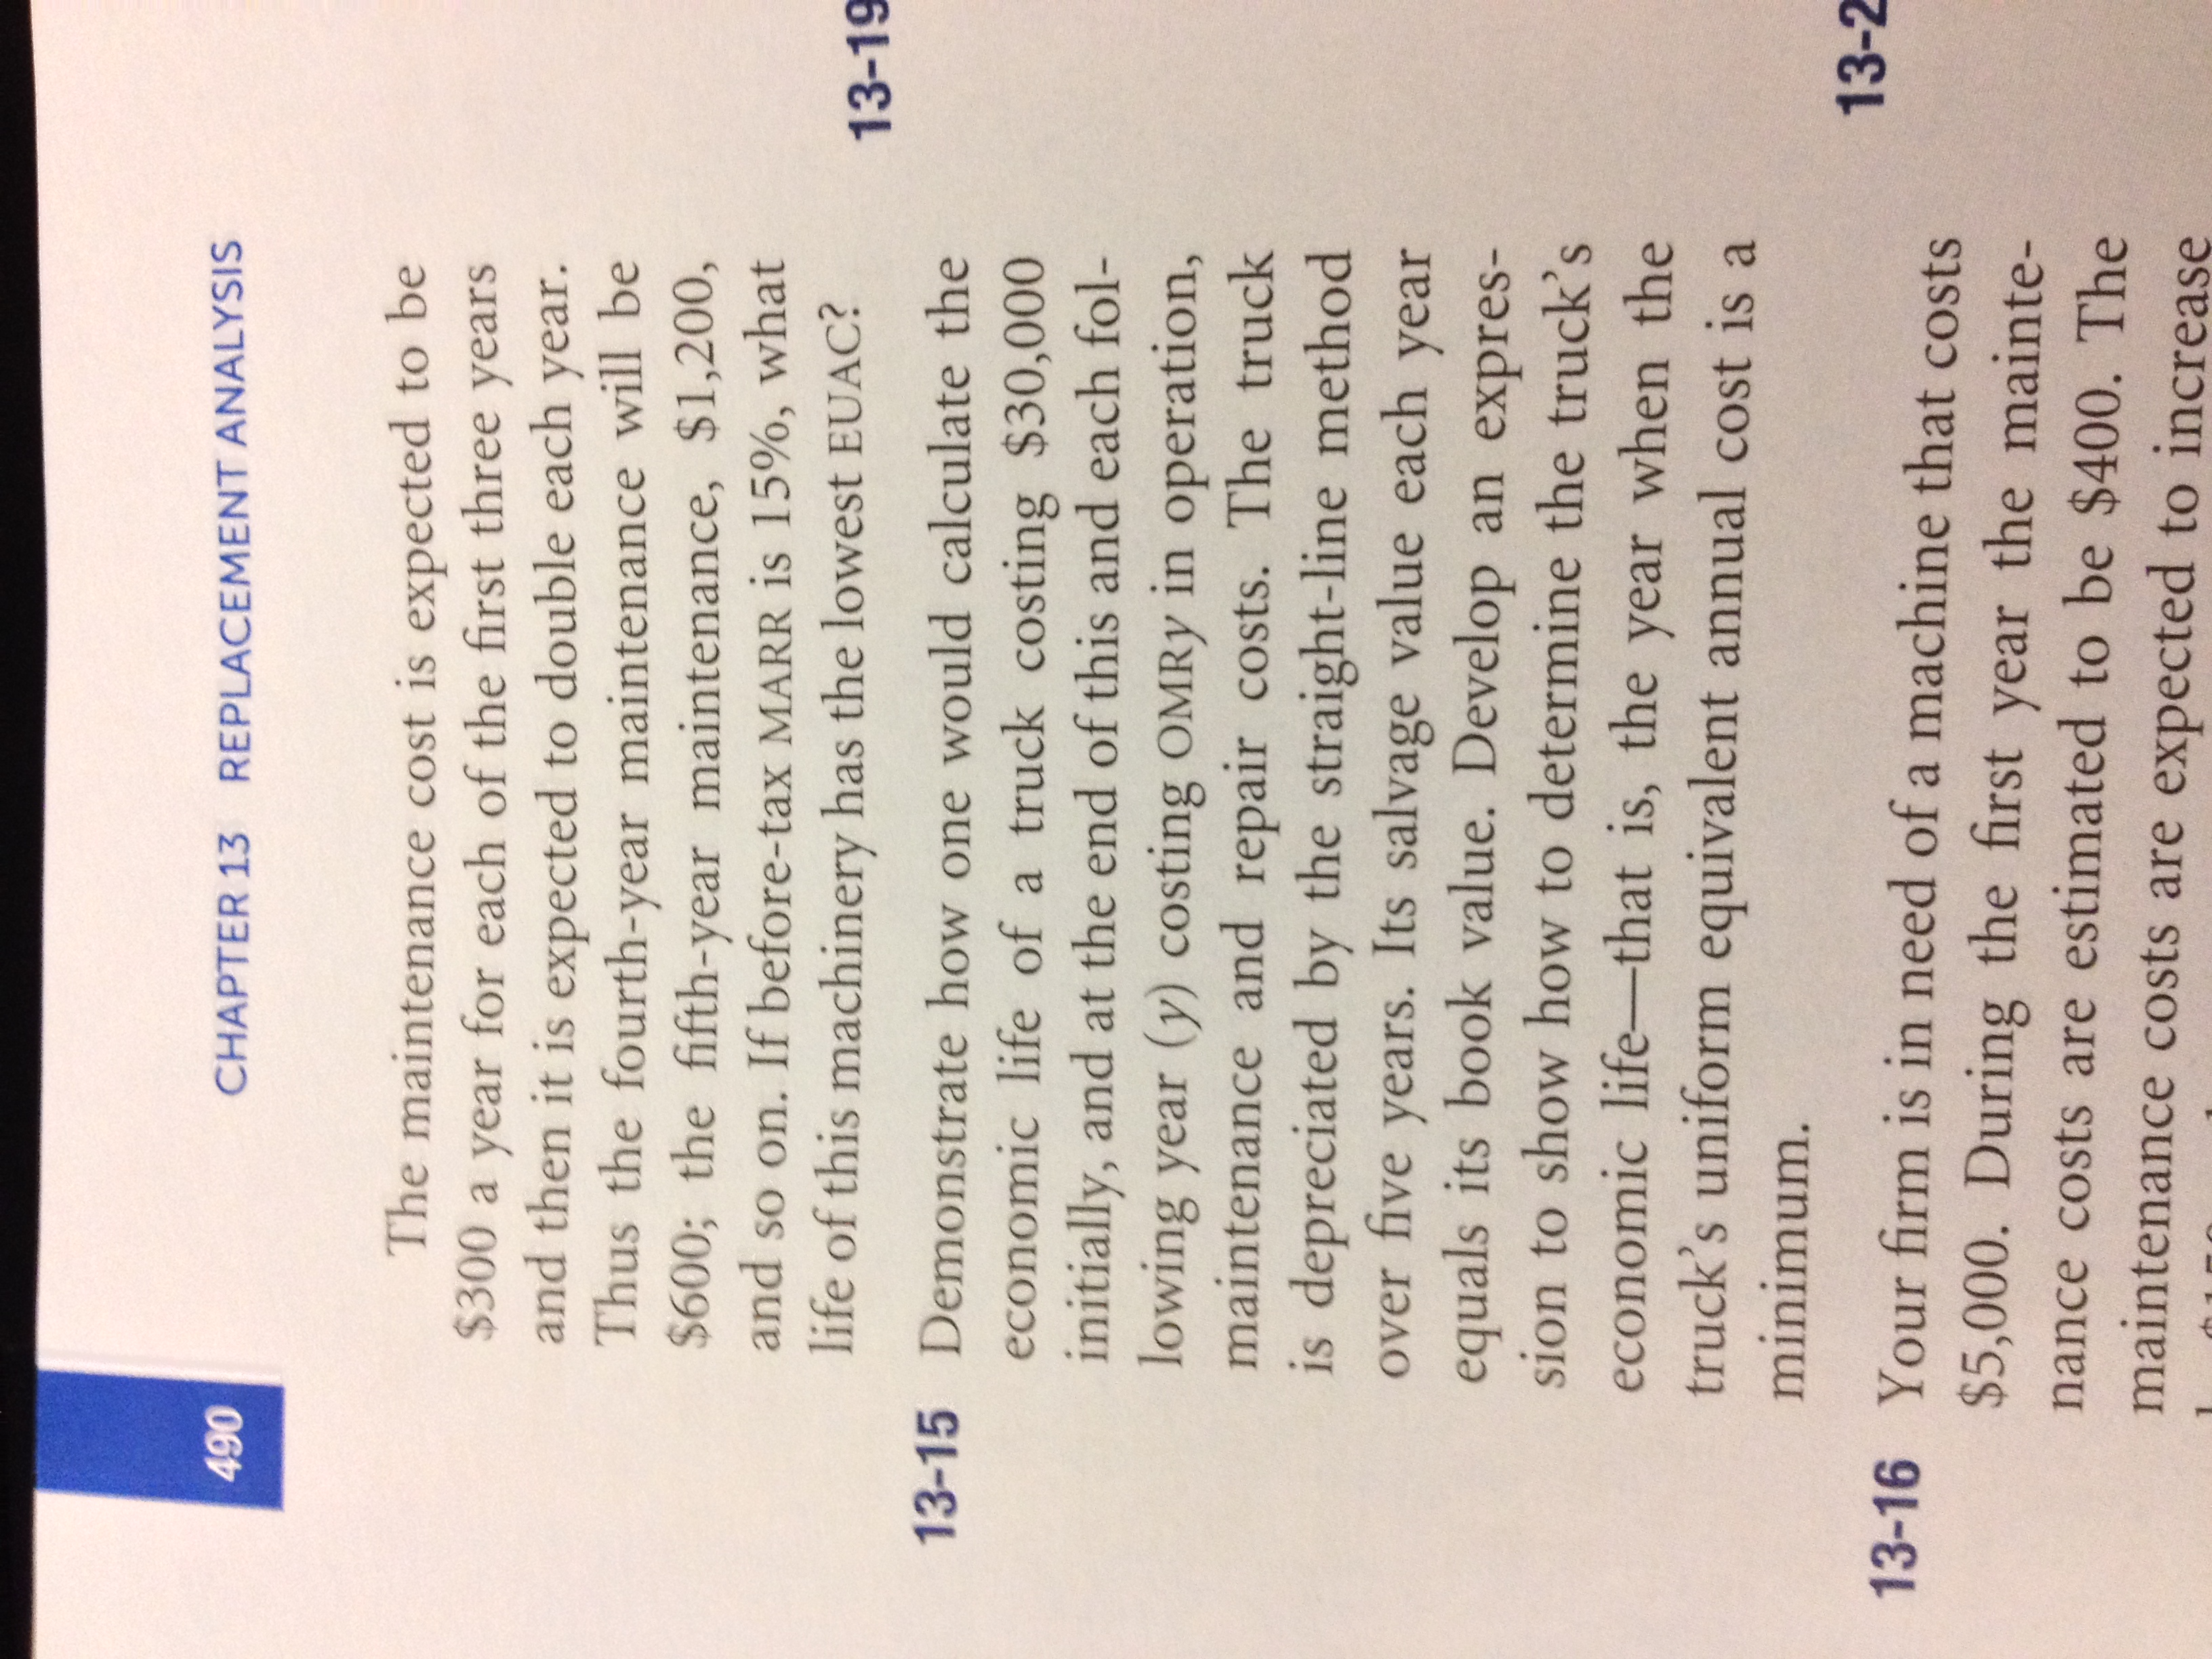 490
CHAPTER 13 REPLACEMENT ANALYSIS
The maintenance cost is expected to be
$300 a year for each of the first three years
and then it is expected to double each year.
Thus the fourth-year maintenance will be
$600; the fifth-year maintenance, $1,200,
and so on. If before-tax MARR is 15%, what
life of this machinery has the lowest EUAC?
13-15 Demonstrate how one would calculate the
economic life of a truck costing $30,000
initially, and at the end of this and each fol-
lowing year (y) costing OMRy in operation,
maintenance and repair costs. The truck
is depreciated by the straight-line method
over five years. Its salvage value each year
equals its book value. Develop an expres-
sion to show how to determine the truck's
economic life—that is, the year when the
truck's uniform equivalent annual cost is a
minimum.
13-16 Your firm is in need of a machine that costs
$5,000. During the first year the mainte-
nance costs are estimated to be $400. The
maintenance costs are expected to increase
13-19
13-2